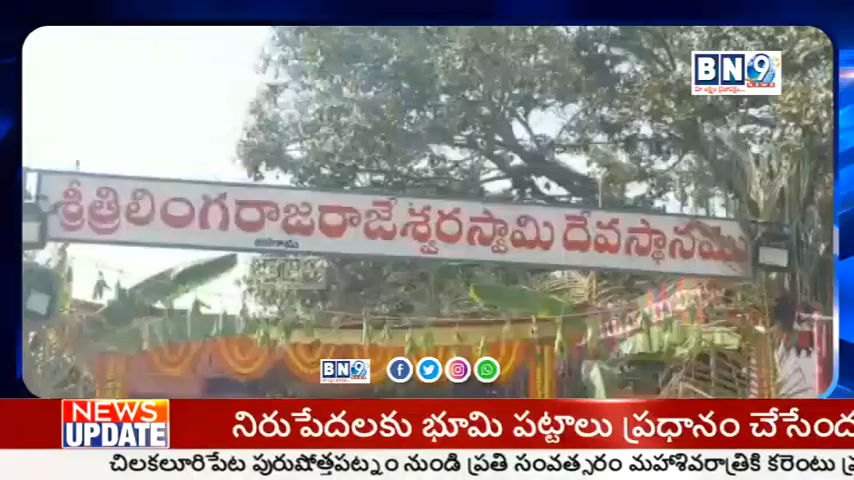 BN9
శ్రీ త్రిలింగరాజరాజేశ్వరస్వామి దేవస్థానము
BN9
NEWS
UPDATE
నిరుపేదలకు భూమి పట్టాలు ప్రధానం చేసేంద
చిలకలూరిపేట పురుషోత్తపట్నం నుండి ప్రతి సంవత్సరం మహాశివరాత్రికి కరెంటు ప్ర